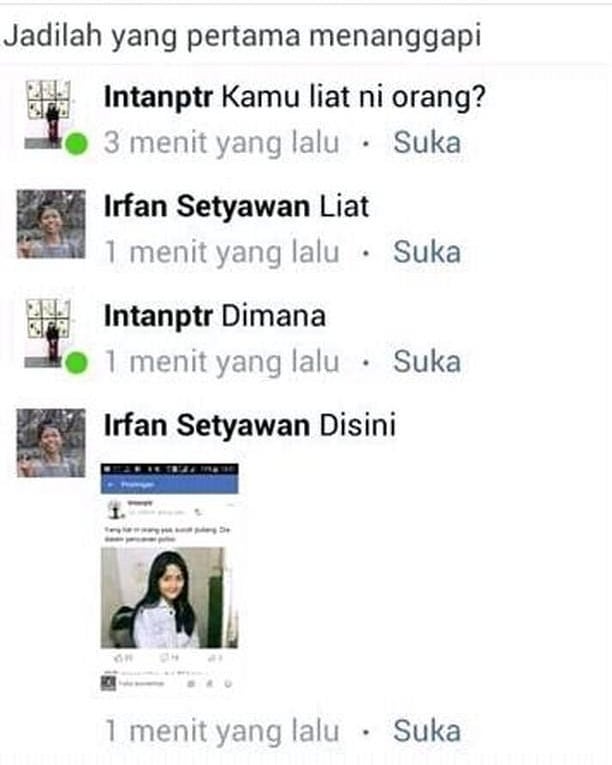 Jadilah yang pertama menanggapi
Intanptr Kamu liat ni orang?
3 menit yang lalu · Suka
Irfan Setyawan Liat
1 menit yang lalu · Suka
Intanptr Dimana
1 menit yang lalu · Suka
Irfan Setyawan Disini
1 menit yang lalu · Suka